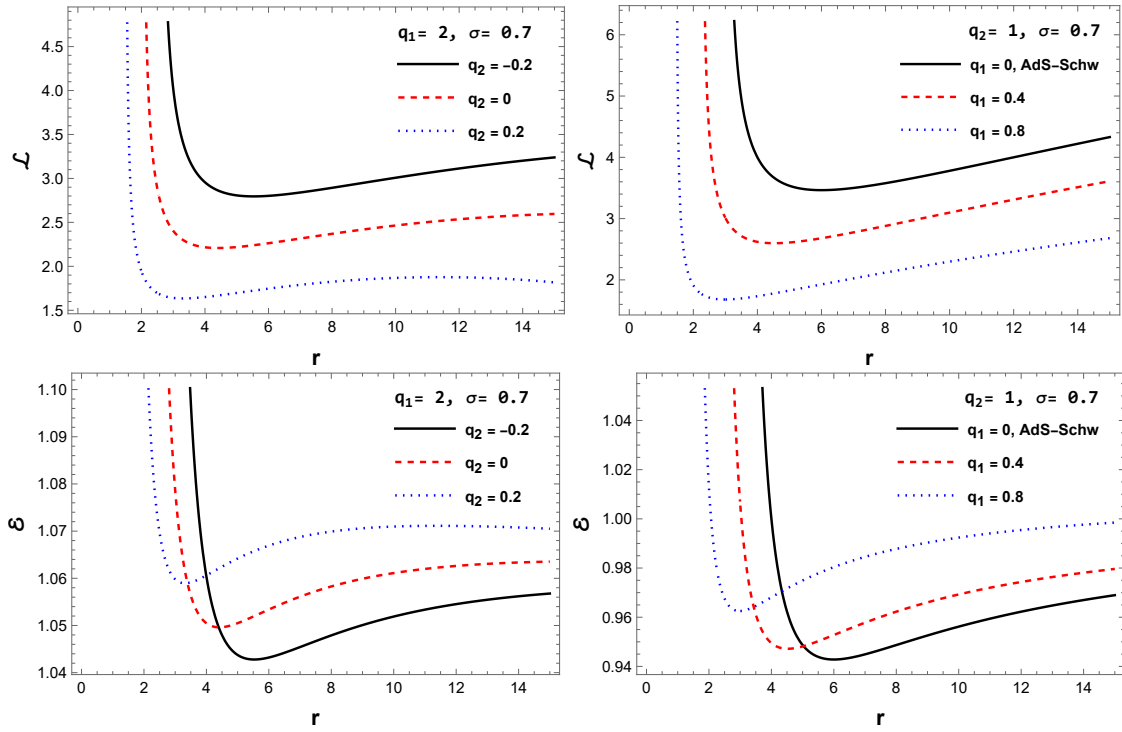 q1= 2, σ= 0.7
q2 = -0.2
q2 = 0
q2 = 0.2
4.5
4.0
3.5
3.0
2.5
2.0
1.5
0 2 4 6 8 10 12 14
ℒ
r
q2= 1, σ= 0.7
q1 = 0, AdS-Schw
q1 = 0.4
q1 = 0.8
6
5
4
3
2
0 2 4 6 8 10 12 14
ℒ
r
q1= 2, σ= 0.7
q2 = -0.2
q2 = 0
q2 = 0.2
1.10
1.09
1.08
1.07
1.06
1.05
1.04
0 2 4 6 8 10 12 14
ℰ
r
q2= 1, σ= 0.7
q1 = 0, AdS-Schw
q1 = 0.4
q1 = 0.8
1.04
1.02
1.00
0.98
0.96
0.94
0 2 4 6 8 10 12 14
ℰ
r